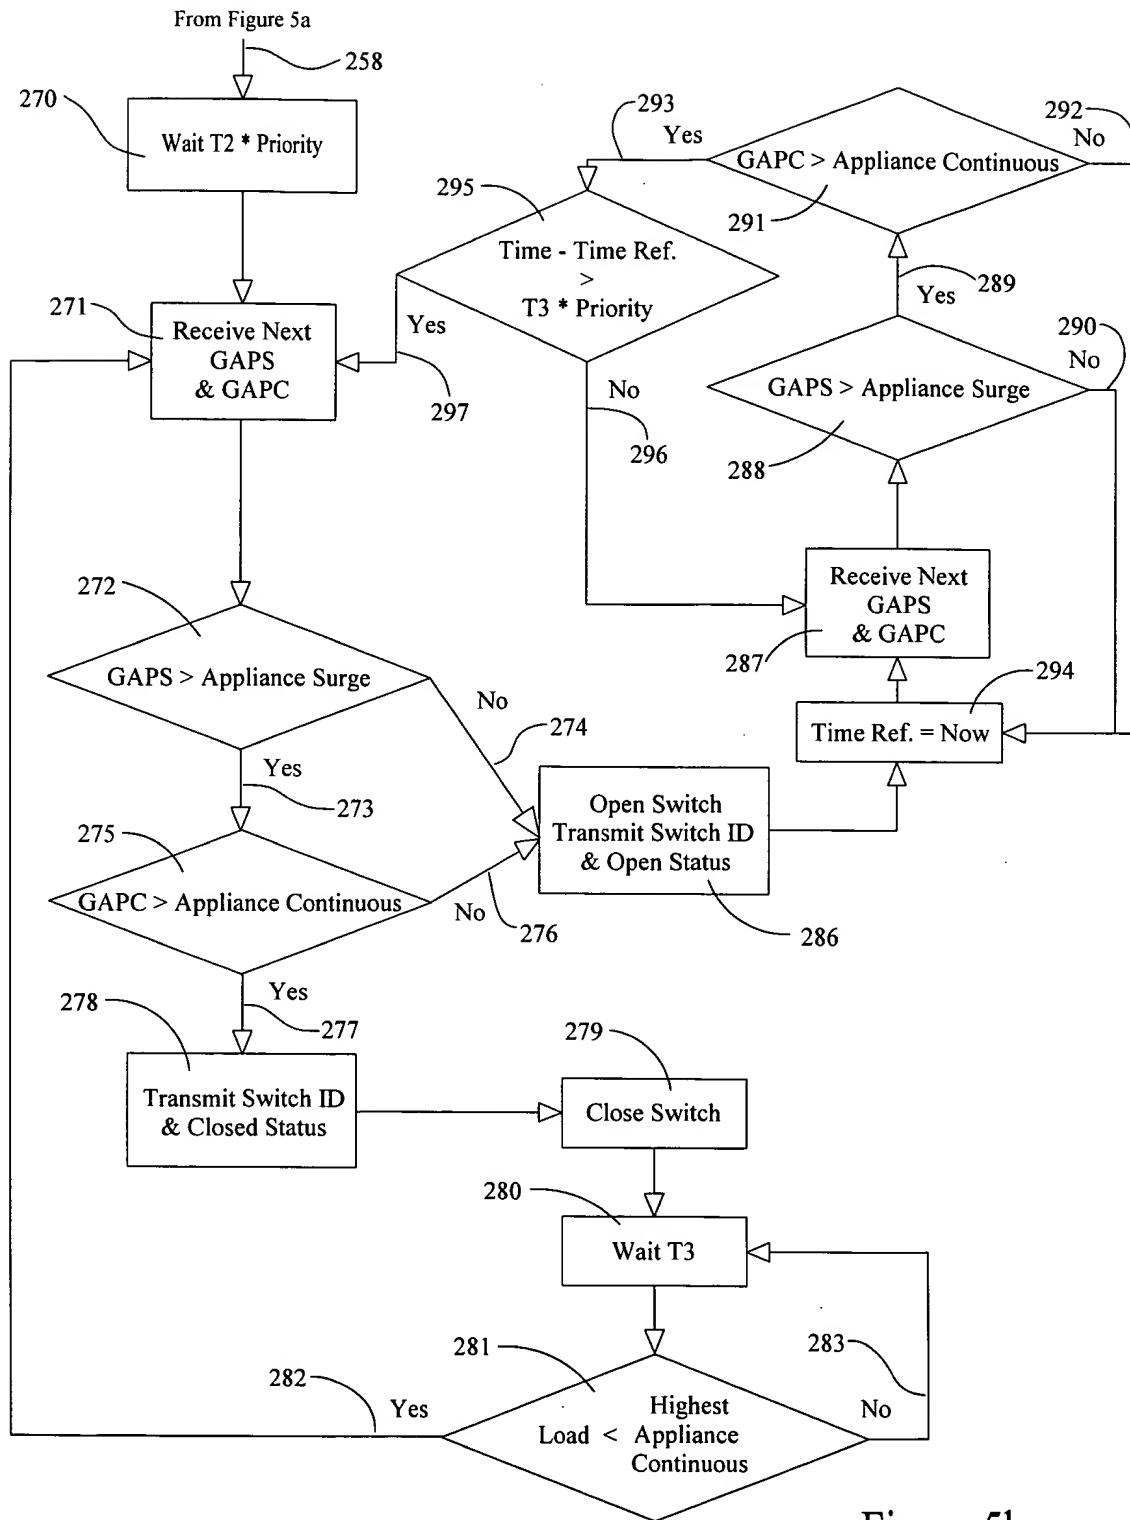 From Figure 5a
258
270
Wait T2 * Priority
293
Yes
292
No
GAPC > Appliance Continuous
291
295
Time - Time Ref.
>
T3 * Priority
289
Yes
271
Receive Next
GAPS
& GAPC
Yes
297
No
296
290
No
GAPS > Appliance Surge
288
Receive Next
GAPS
& GAPC
287
294
Time Ref. = Now
272
GAPS > Appliance Surge
No
274
Yes
273
275
GAPC > Appliance Continuous
No
276
Open Switch
Transmit Switch ID
& Open Status
286
Yes
277
278
Transmit Switch ID
& Closed Status
279
Close Switch
280
Wait T3
281
Highest
Load < Appliance
Continuous
282
Yes
283
No